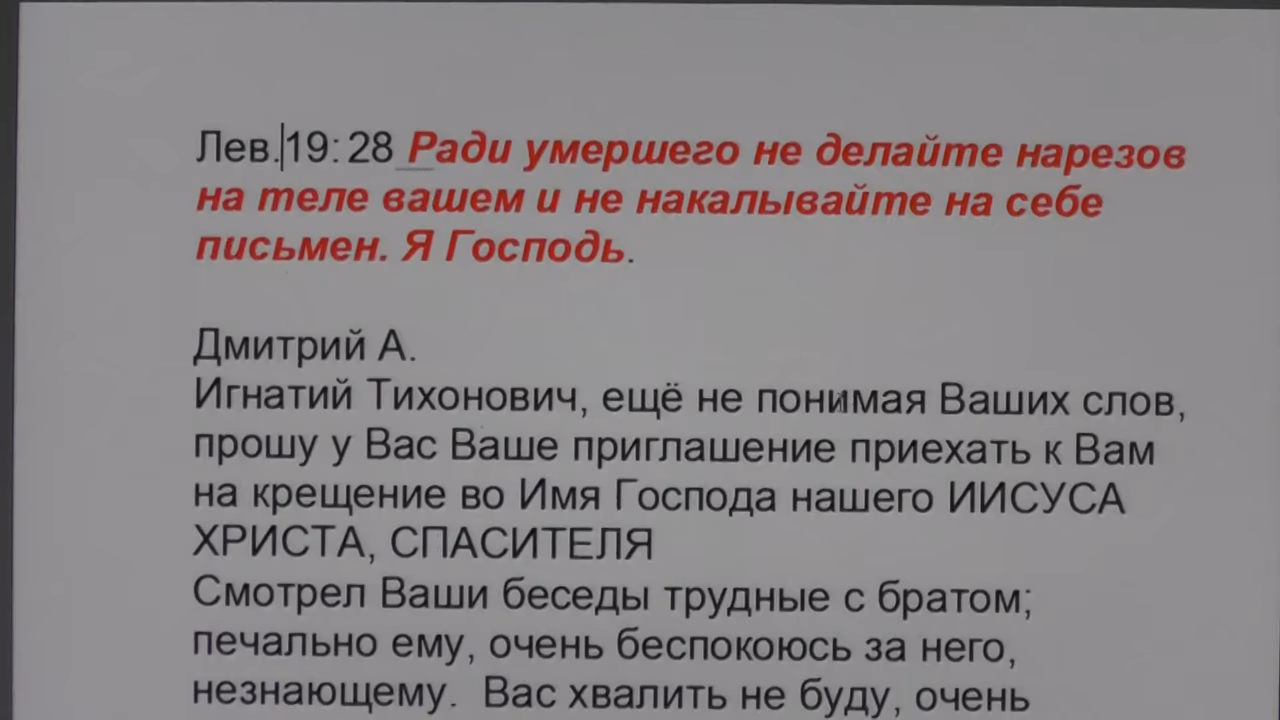 Лев.19:28 Ради умершего не делайте нарезов
на теле вашем и не накалывайте на себе
письмен. Я Господь.
Дмитрий А.
Игнатий Тихонович, ещё не понимая Ваших слов,
прошу у Вас Ваше приглашение приехать к Вам
на крещение во Имя Господа нашего ИИСУСА
ХРИСТА, СПАСИТЕЛЯ
Смотрел Ваши беседы трудные с братом;
печально ему, очень беспокоюсь за него,
незнающему. Вас хвалить не буду, очень